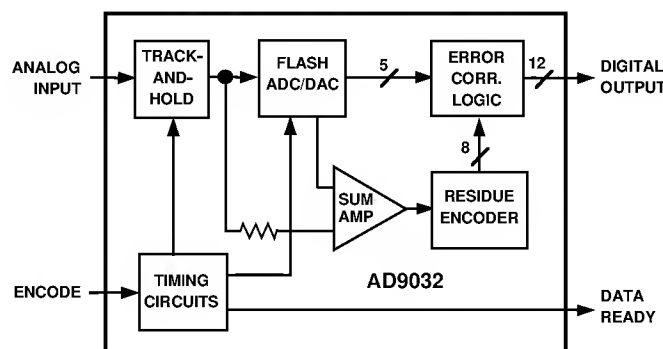 ANALOG
INPUT
TRACK-
AND-
HOLD
FLASH
ADC/DAC
5
ERROR
CORR.
LOGIC
12
DIGITAL
OUTPUT
8
SUM
AMP
RESIDUE
ENCODER
ENCODE
TIMING
CIRCUITS
AD9032
DATA
READY